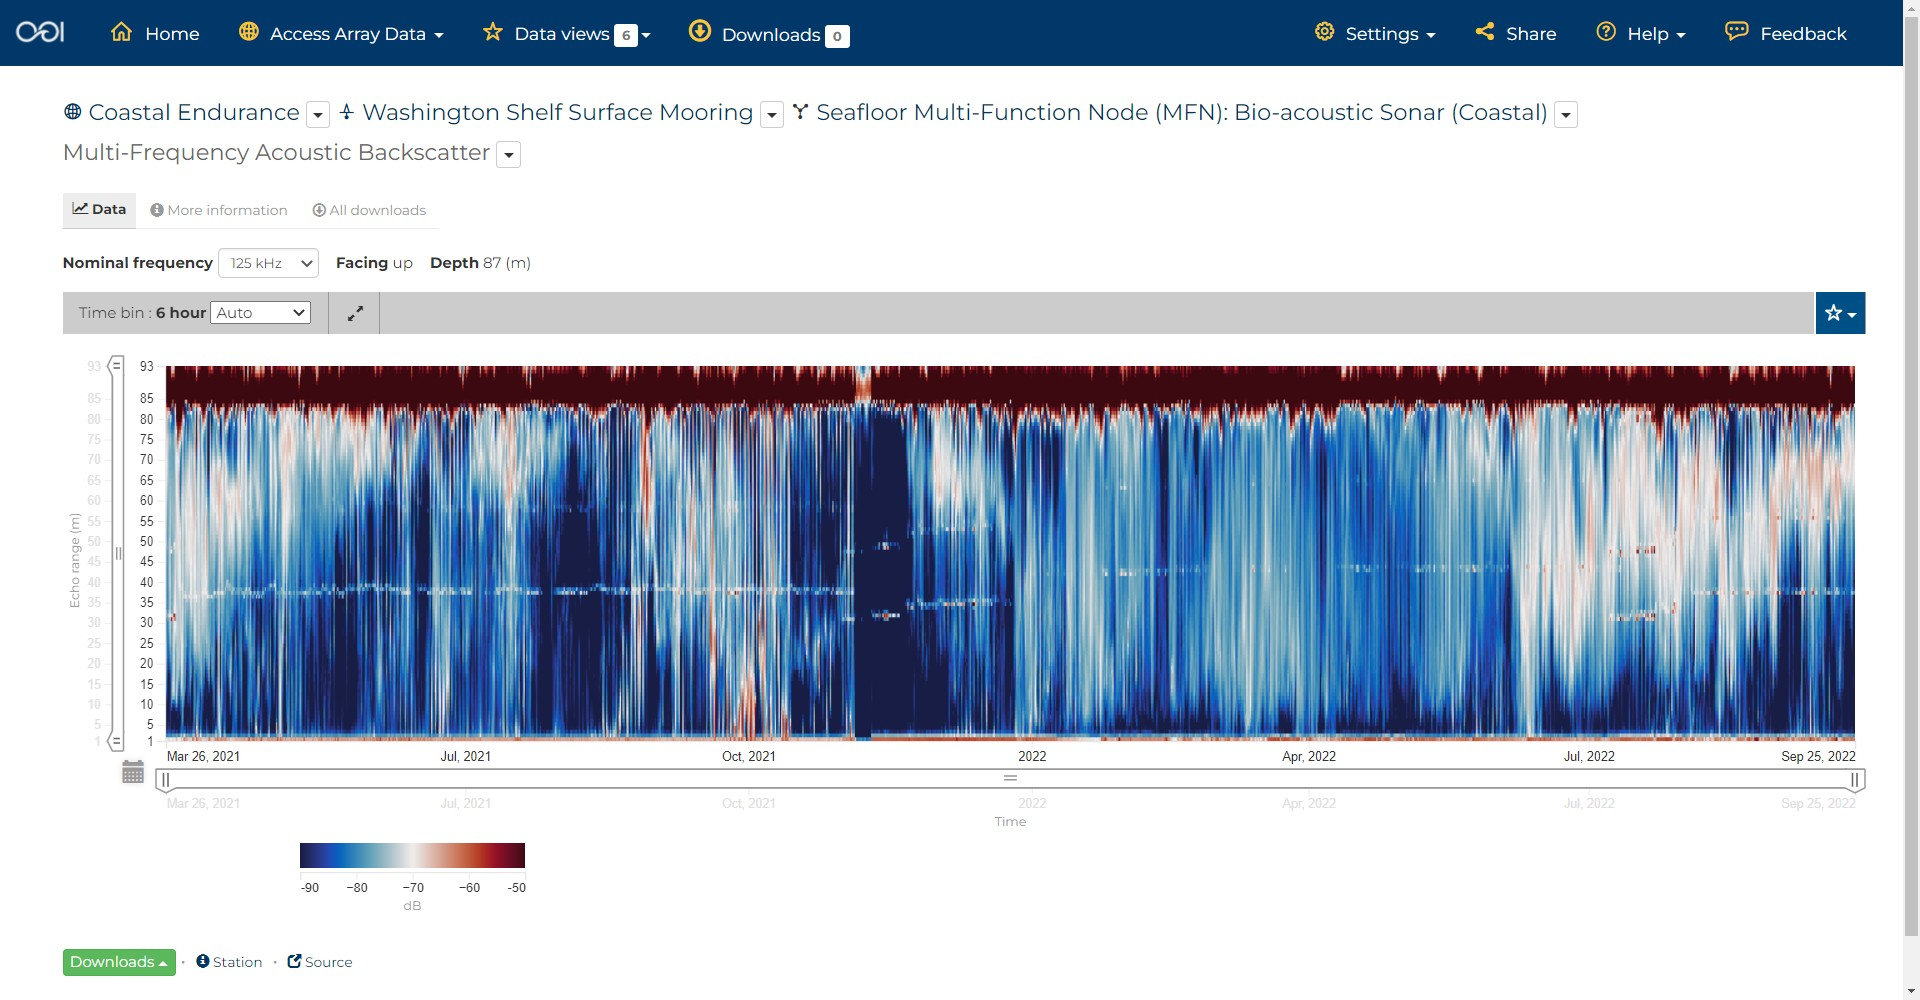 OOI Home Access Array Data Data views 6 Downloads 0 Settings Share Help Feedback
Coastal Endurance Washington Shelf Surface Mooring Seafloor Multi-Function Node (MFN): Bio-acoustic Sonar (Coastal)
Multi-Frequency Acoustic Backscatter
Data More information All downloads
Nominal frequency 125 kHz Facing up Depth 87 (m)
Time bin : 6 hour Auto
93 93
85 85
80 80
75 75
70 70
65 65
60 60
55 55
50 50
45 45
40 40
35 35
30 30
25 25
20 20
15 15
10 10
5 5
1 1
Echo range (m)
Mar 26, 2021 Jul, 2021 Oct, 2021 2022 Apr, 2022 Jul, 2022 Sep 25, 2022
Mar 26, 2021 Jul, 2021 Oct, 2021 2022 Apr, 2022 Jul, 2022 Sep 25, 2022
Time
-90 −80 −70 −60 -50
dB
Downloads · Station · Source